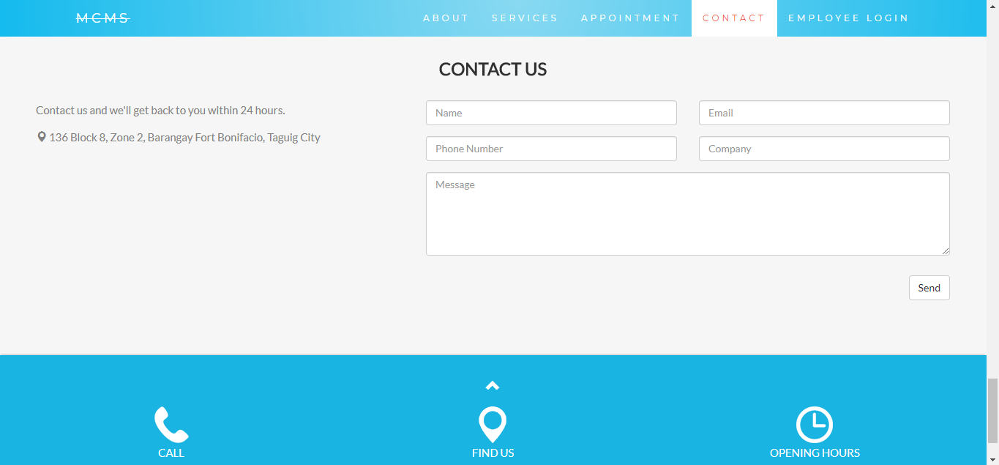 MCMS
ABOUT SERVICES APPOINTMENT CONTACT EMPLOYEE LOGIN
CONTACT US
Contact us and we'll get back to you within 24 hours.
136 Block 8, Zone 2, Barangay Fort Bonifacio, Taguig City
Name Email
Phone Number Company
Message
Send
CALL FIND US OPENING HOURS